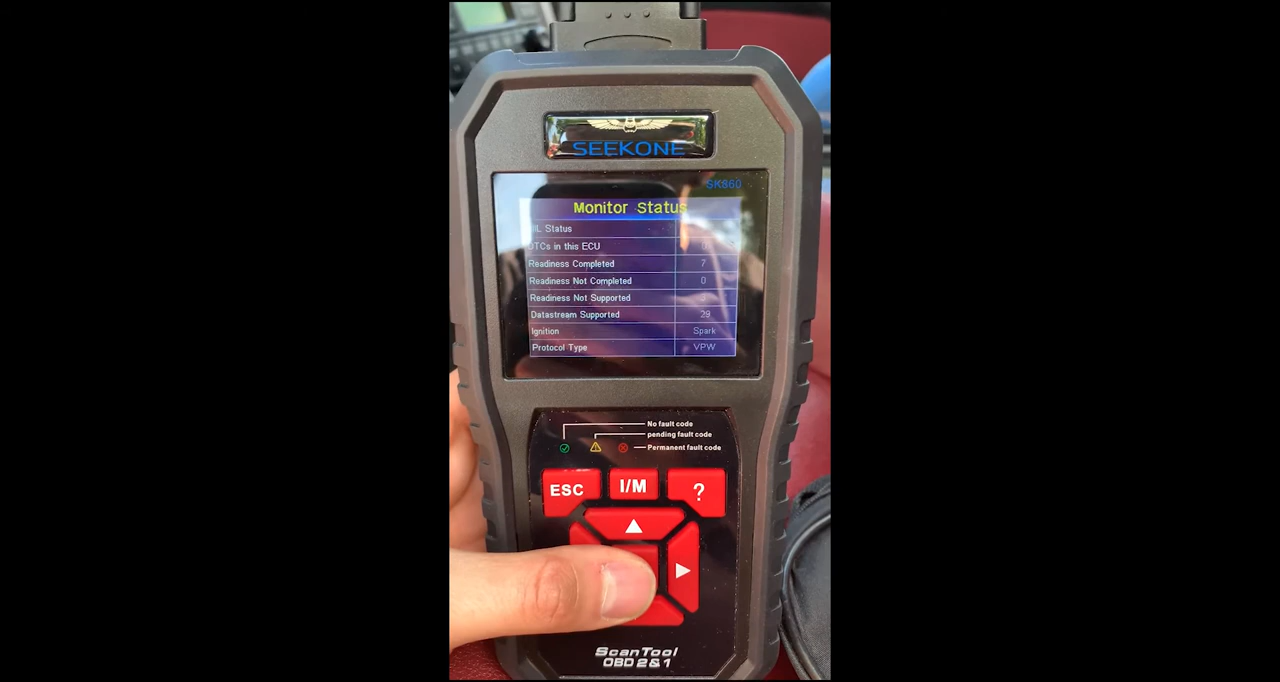 SEEKONE
SK860
Monitor Status
MIL Status
DTCs in this ECU 0
Readiness Completed 7
Readiness Not Completed 0
Readiness Not Supported
Datastream Supported 29
Ignition Spark
Protocol Type VPW
No fault code
pending fault code
Permanent fault code
ESC
I/M
?
ScanTool
OBD 2&1